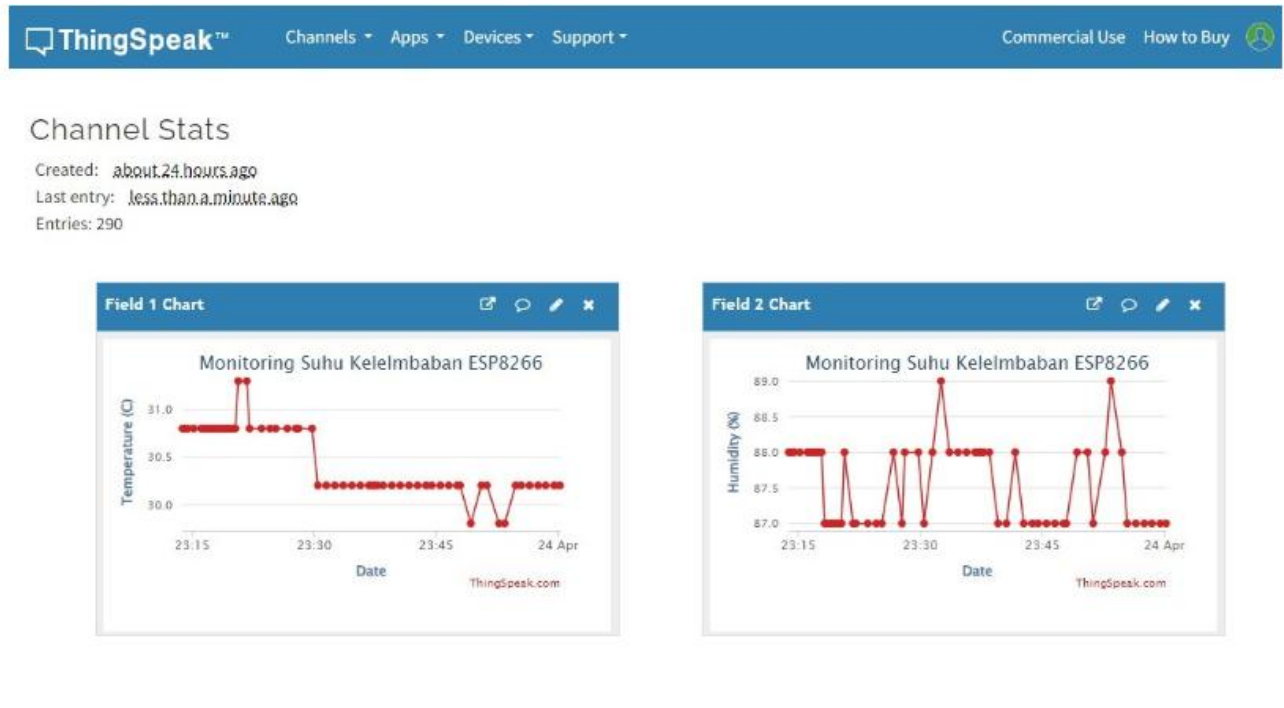 ThingSpeak™ Channels Apps Devices Support Commercial Use How to Buy
Channel Stats
Created: about 24 hours ago
Last entry: less than a minute ago
Entries: 290
Field 1 Chart
Monitoring Suhu Kelelmbaban ESP8266
Temperature (C)
31.0
30.5
30.0
23:15 23:30 23:45 24 Apr
Date
ThingSpeak.com
Field 2 Chart
Monitoring Suhu Kelelmbaban ESP8266
Humidity (%)
89.0
88.5
88.0
87.5
87.0
23:15 23:30 23:45 24 Apr
Date
ThingSpeak.com